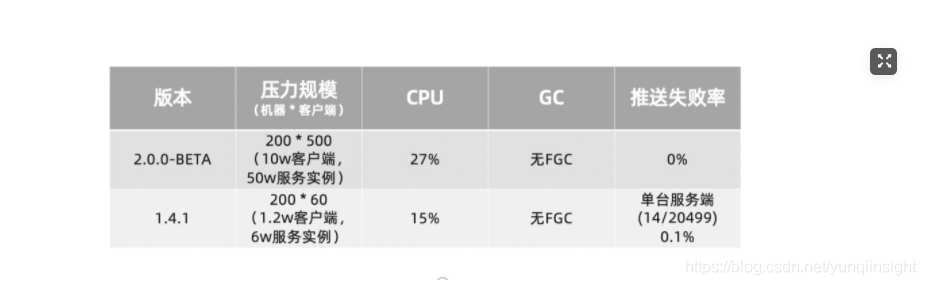 版本
压力规模
(机器*客户端)
CPU
GC
推送失败率
2.0.0-BETA
200 * 500
(10w客户端,
50w服务实例)
27%
无FGC
0%
1.4.1
200 * 60
(1.2w客户端,
6w服务实例)
15%
无FGC
单台服务端
(14/20499)
0.1%
https://blog.csdn.net/yunqiinsight